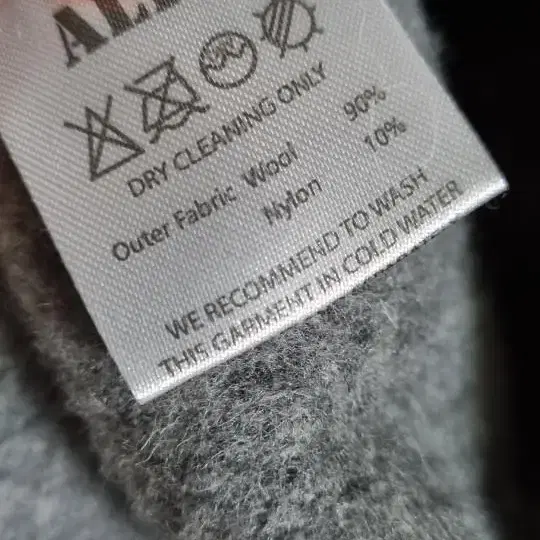 DRY CLEANING ONLY
Outer Fabric Wool 90%
Nylon 10%
WE RECOMMEND TO WASH
THIS GARMENT IN COLD WATER